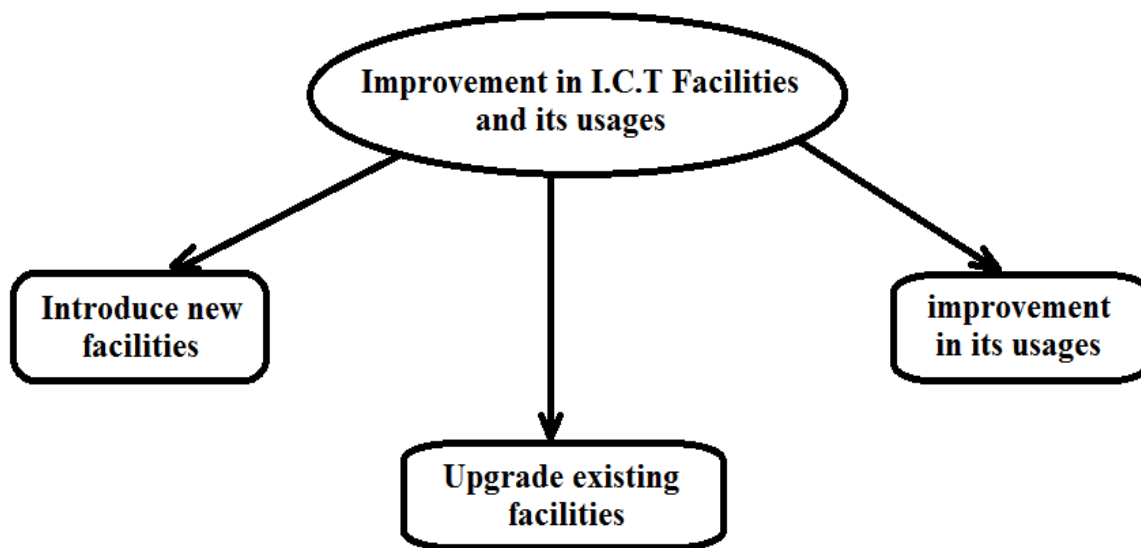 Improvement in I.C.T Facilities
and its usages
Introduce new
facilities
improvement
in its usages
Upgrade existing
facilities